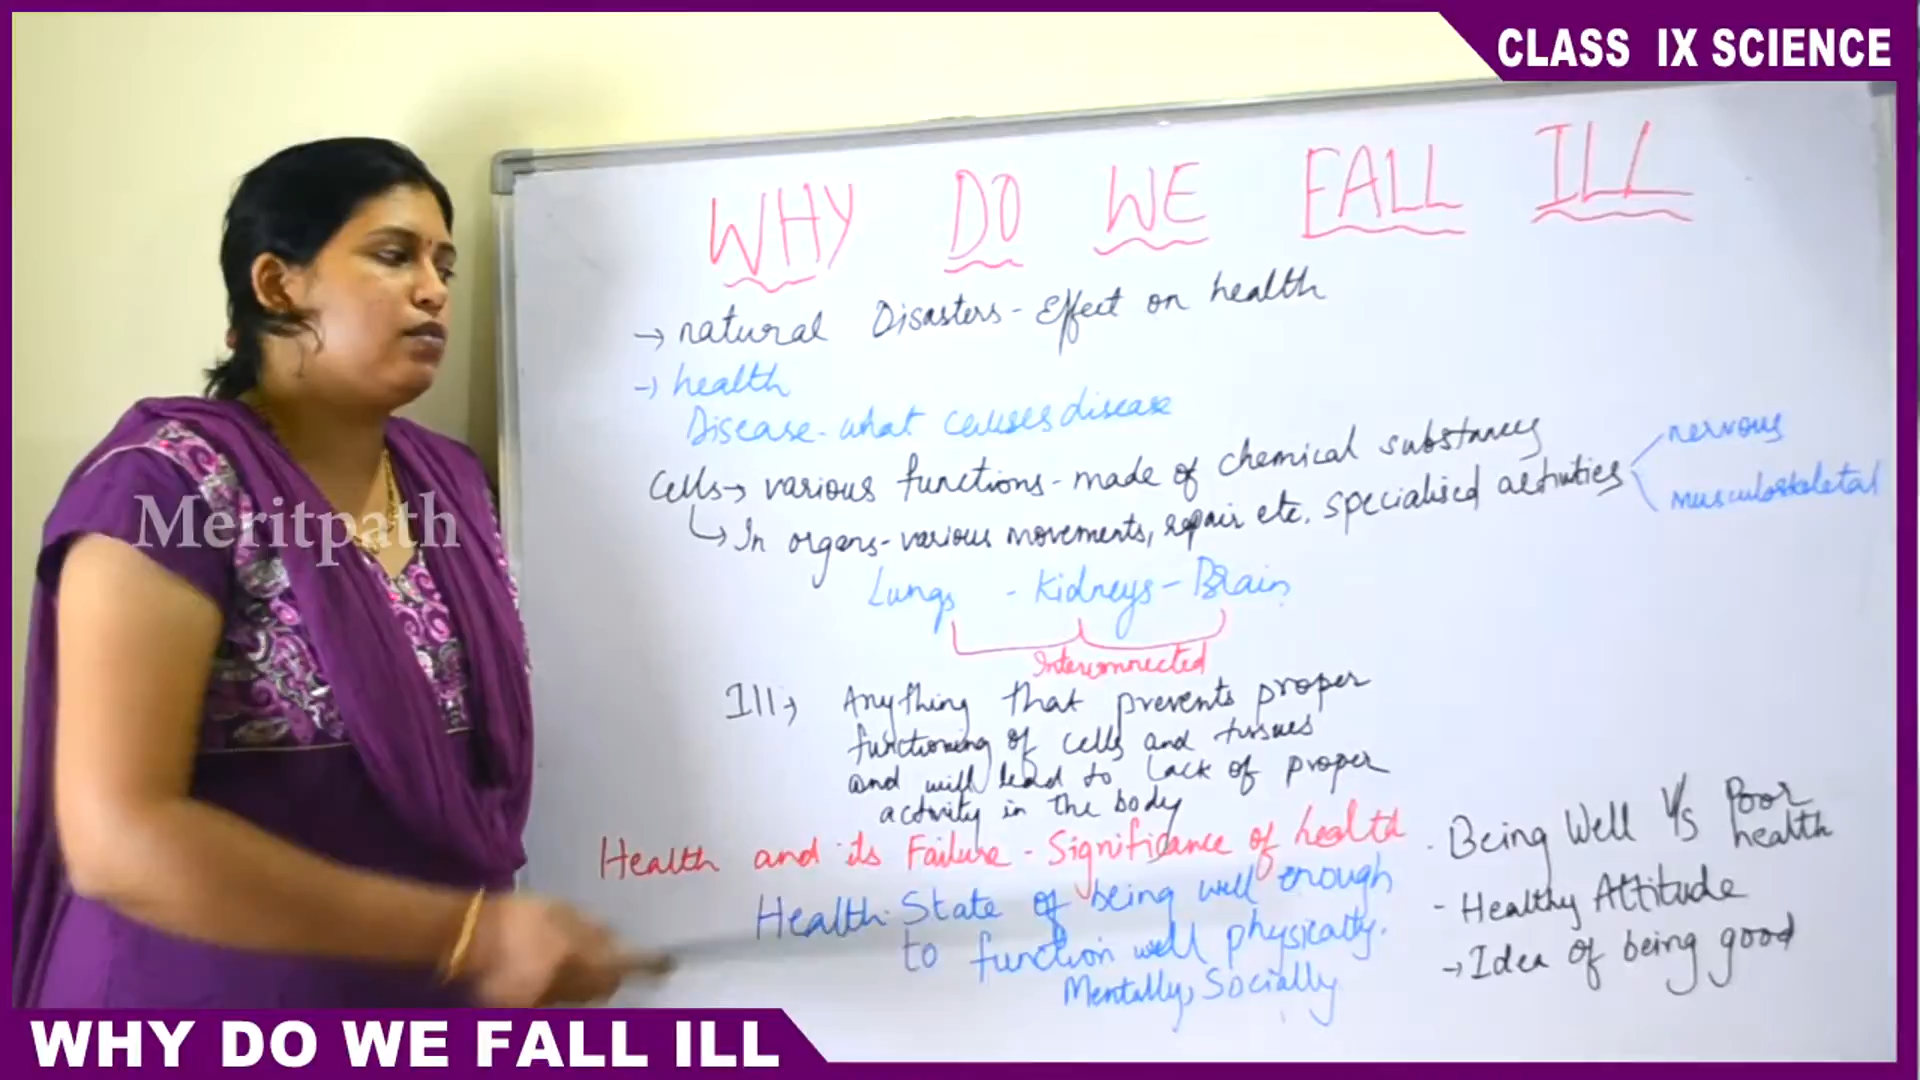 CLASS IX SCIENCE
WHY DO WE FALL ILL
→ natural Disasters - Effect on health
→ health
Disease - what causes disease
Cells → various functions - made of chemical substances
↳ In organs - various movements, repair etc. specialised activities
nervous
musculoskeletal
Lungs - Kidneys - Brain
Interconnected
Ill → Anything that prevents proper
functioning of cells and tissues
and will lead to lack of proper
activity in the body
Health and its Failure - Significance of health
Health - State of being well enough
to function well physically.
Mentally, Socially
- Being Well V/s Poor
health
- Healthy Attitude
→ Idea of being good
Meritpath
WHY DO WE FALL ILL